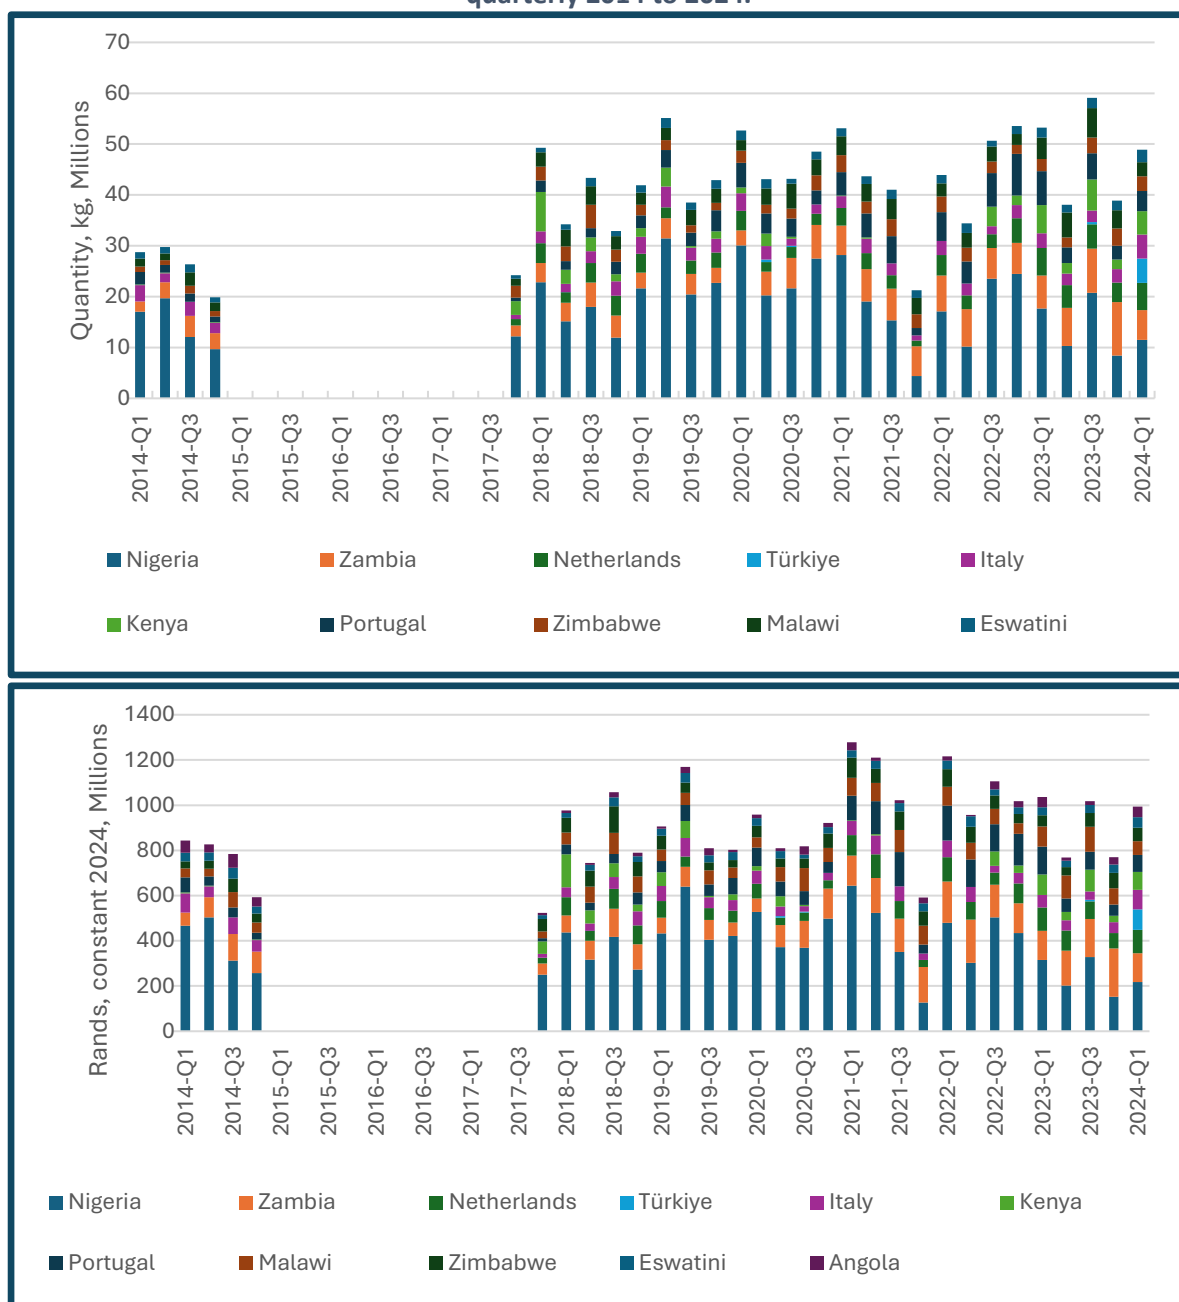 quarterly 2014 to 2024.
70
60
50
40
30
20
10
0
Quantity, kg, Millions
2014-Q1
2014-Q3
2015-Q1
2015-Q3
2016-Q1
2016-Q3
2017-Q1
2017-Q3
2018-Q1
2018-Q3
2019-Q1
2019-Q3
2020-Q1
2020-Q3
2021-Q1
2021-Q3
2022-Q1
2022-Q3
2023-Q1
2023-Q3
2024-Q1
Nigeria Zambia Netherlands Türkiye Italy
Kenya Portugal Zimbabwe Malawi Eswatini
1400
1200
1000
800
600
400
200
0
Rands, constant 2024, Millions
2014-Q1
2014-Q3
2015-Q1
2015-Q3
2016-Q1
2016-Q3
2017-Q1
2017-Q3
2018-Q1
2018-Q3
2019-Q1
2019-Q3
2020-Q1
2020-Q3
2021-Q1
2021-Q3
2022-Q1
2022-Q3
2023-Q1
2023-Q3
2024-Q1
Nigeria Zambia Netherlands Türkiye Italy Kenya
Portugal Malawi Zimbabwe Eswatini Angola